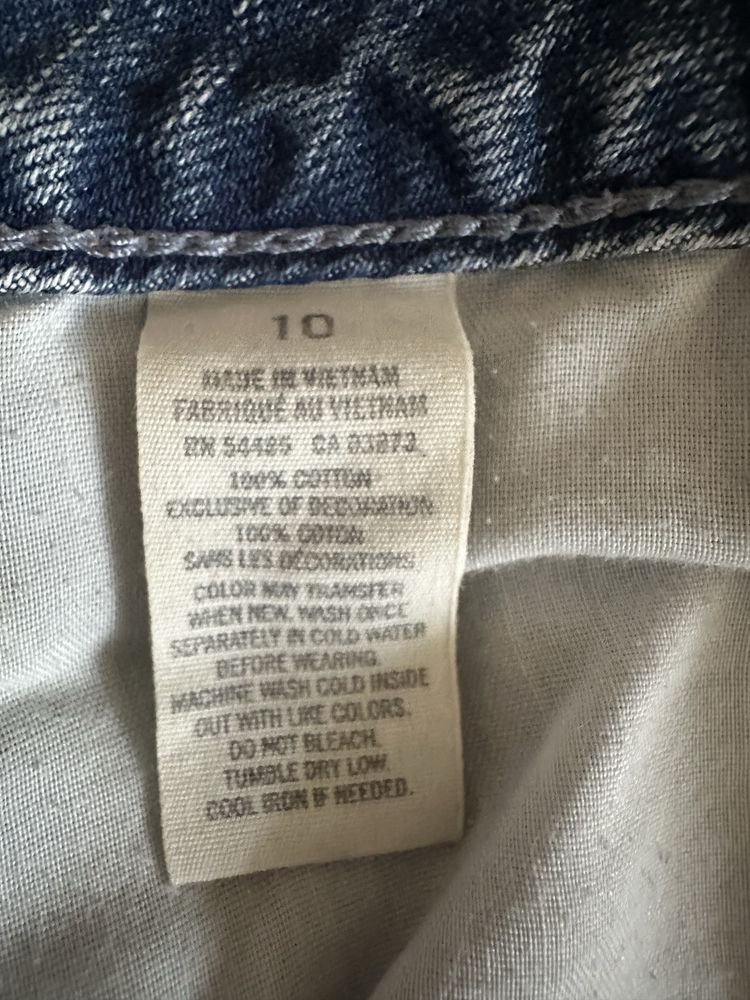 10
MADE IN VIETNAM
FABRIQUÉ AU VIETNAM
RN 54485 CA 03273
100% COTTON
EXCLUSIVE OF DECORATION
100% COTON
SANS LES DÉCORATIONS
COLOR MAY TRANSFER
WHEN NEW. WASH ONCE
SEPARATELY IN COLD WATER
BEFORE WEARING.
MACHINE WASH COLD INSIDE
OUT WITH LIKE COLORS.
DO NOT BLEACH.
TUMBLE DRY LOW.
COOL IRON IF NEEDED.